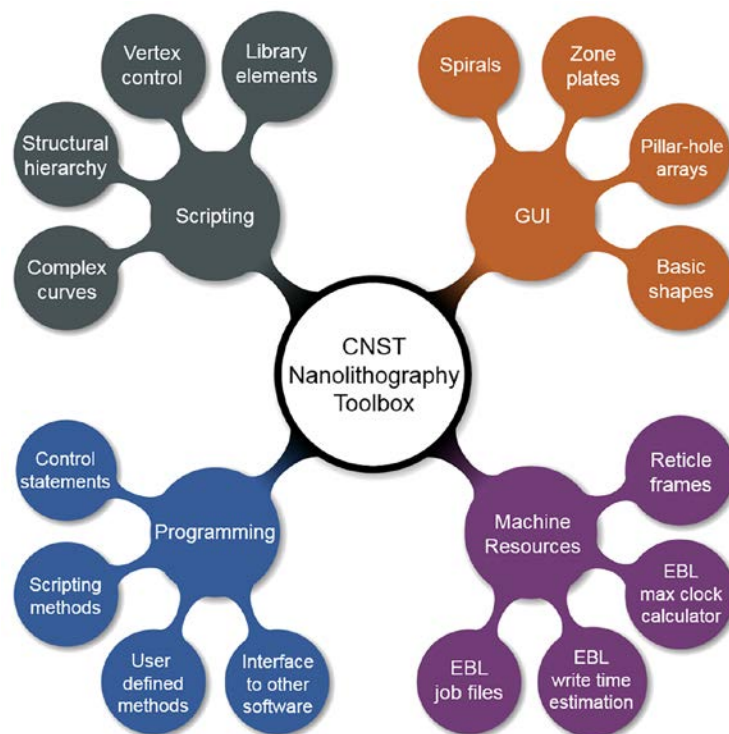 Vertex
control
Library
elements
Structural
hierarchy
Scripting
Complex
curves
Spirals
Zone
plates
Pillar-hole
arrays
GUI
Basic
shapes
CNST
Nanolithography
Toolbox
Control
statements
Programming
Scripting
methods
User
defined
methods
Interface
to other
software
Reticle
frames
Machine
Resources
EBL
max clock
calculator
EBL
job files
EBL
write time
estimation